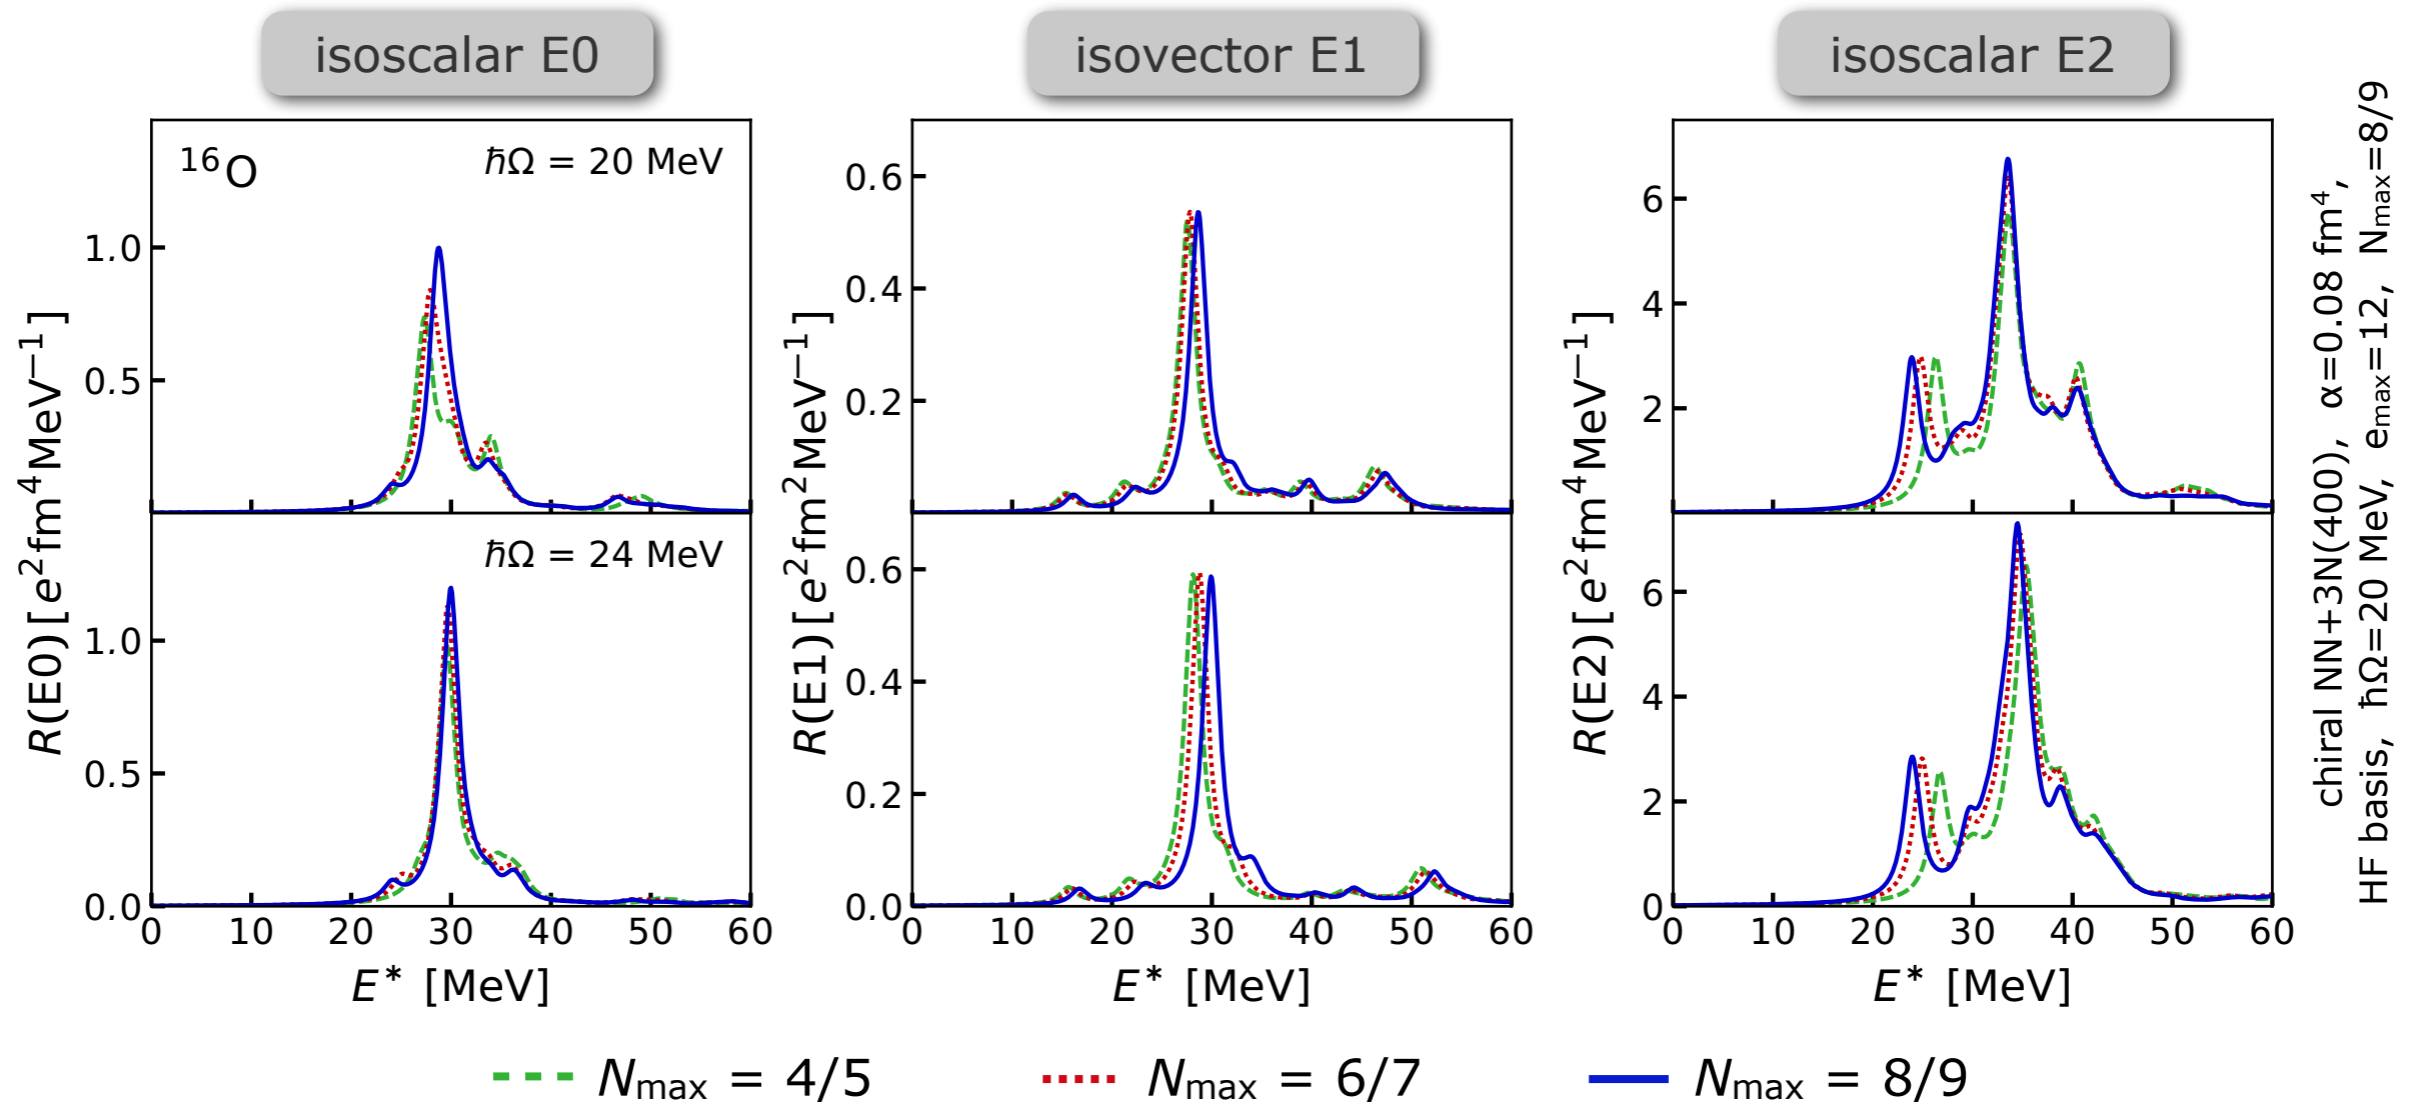 isoscalar E0
isovector E1
isoscalar E2
¹⁶O
ħΩ = 20 MeV
1.0
0.5
R(E0) [e²fm⁴MeV⁻¹]
ħΩ = 24 MeV
1.0
0.5
0.0
0 10 20 30 40 50 60
E* [MeV]
0.6
0.4
0.2
R(E1) [e²fm²MeV⁻¹]
0.6
0.4
0.2
0.0
0 10 20 30 40 50 60
E* [MeV]
6
4
2
R(E2) [e²fm⁴MeV⁻¹]
6
4
2
0
0 10 20 30 40 50 60
E* [MeV]
chiral NN+3N(400), α=0.08 fm⁴,
HF basis, ħΩ=20 MeV, emax=12, Nmax=8/9
Nmax = 4/5
Nmax = 6/7
Nmax = 8/9